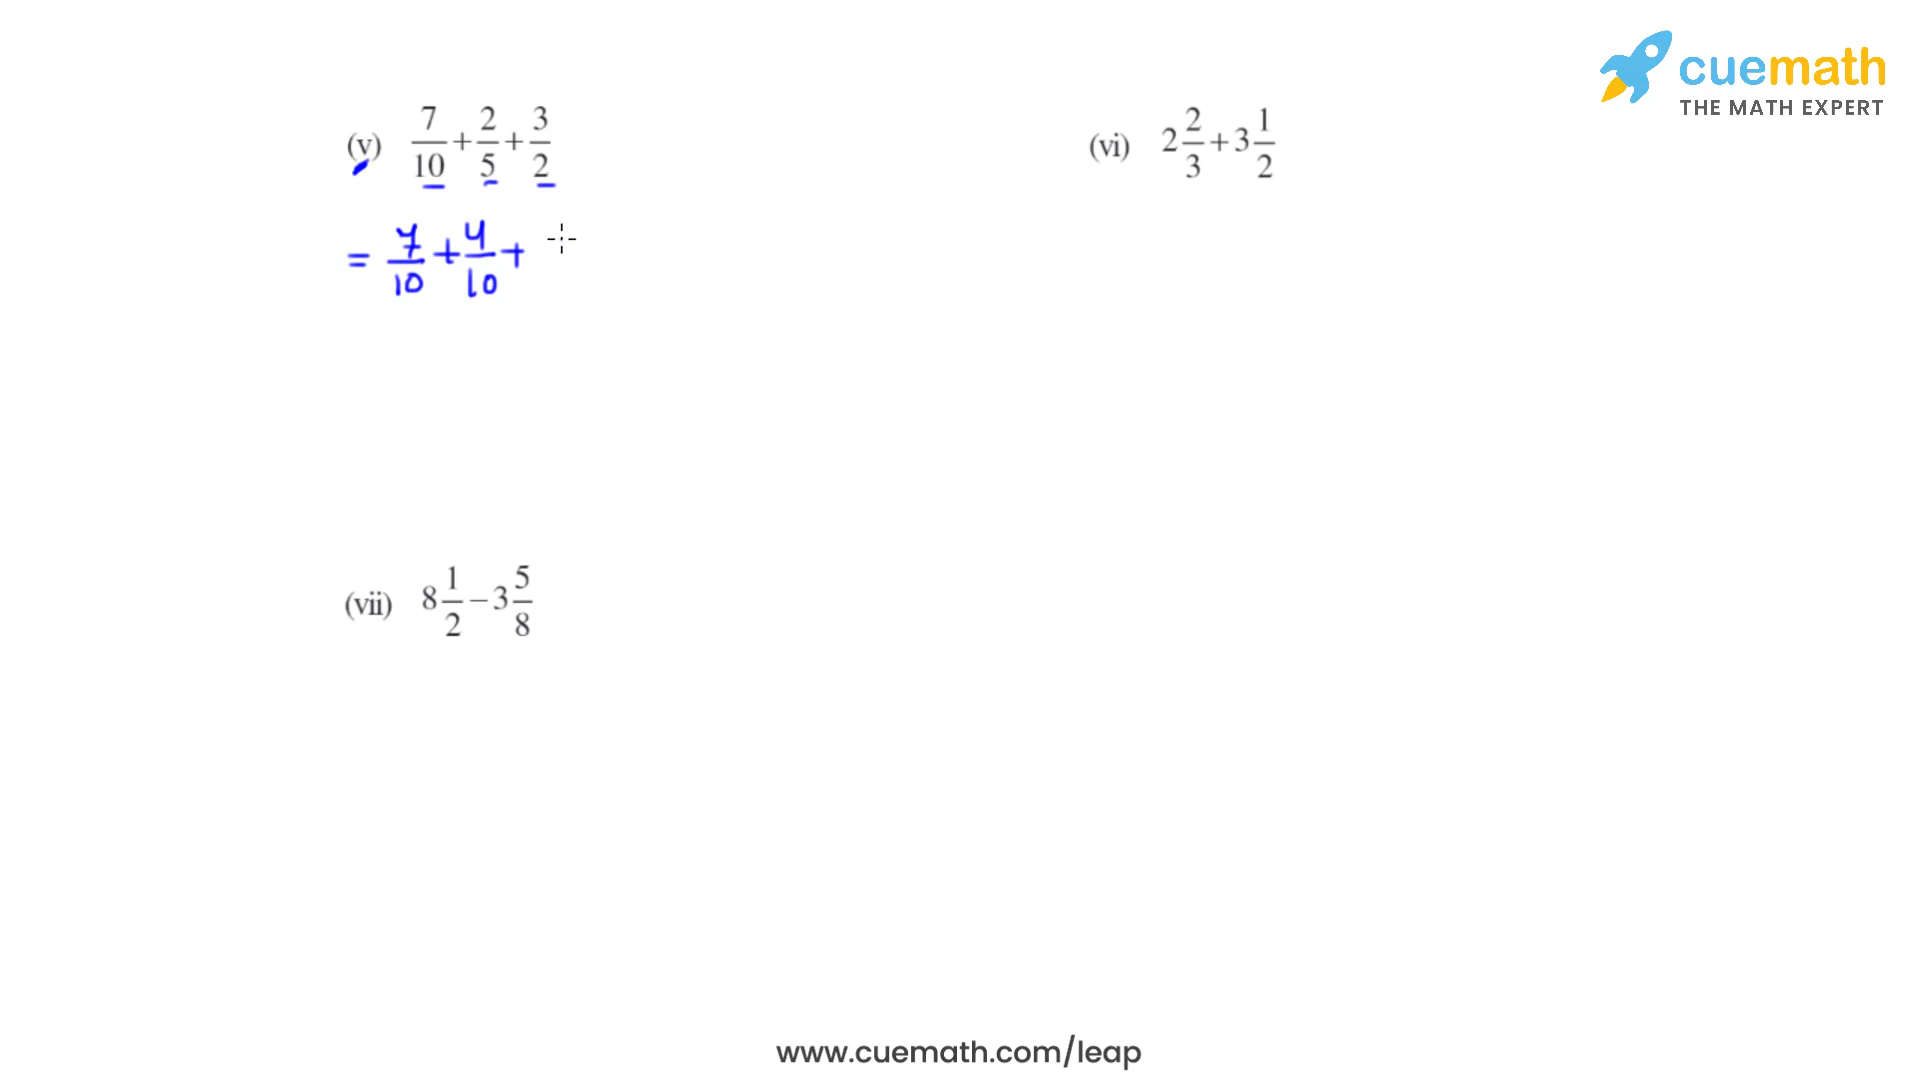 cuemath
THE MATH EXPERT
(v) 7/10 + 2/5 + 3/2
(vi) 2 2/3 + 3 1/2
= 7/10 + 4/10 +
(vii) 8 1/2 − 3 5/8
www.cuemath.com/leap